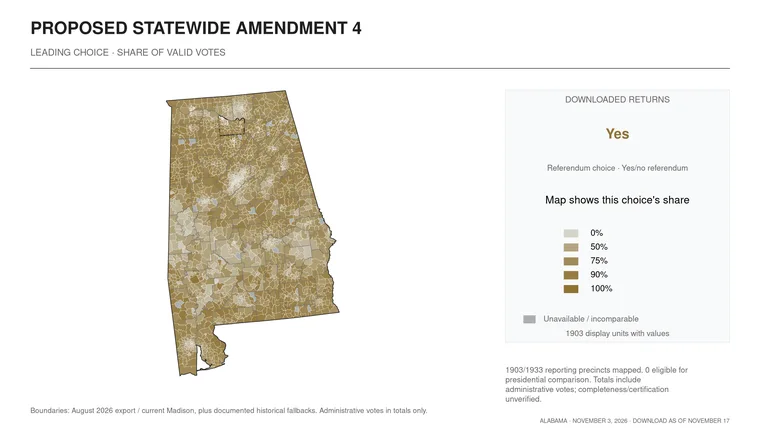 PROPOSED STATEWIDE AMENDMENT 4
LEADING CHOICE · SHARE OF VALID VOTES
DOWNLOADED RETURNS
Yes
Referendum choice · Yes/no referendum
Map shows this choice's share
0%
50%
75%
90%
100%
Unavailable / incomparable
1903 display units with values
1903/1933 reporting precincts mapped. 0 eligible for
presidential comparison. Totals include
administrative votes; completeness/certification
unverified.
Boundaries: August 2026 export / current Madison, plus documented historical fallbacks. Administrative votes in totals only.
ALABAMA · NOVEMBER 3, 2026 · DOWNLOAD AS OF NOVEMBER 17